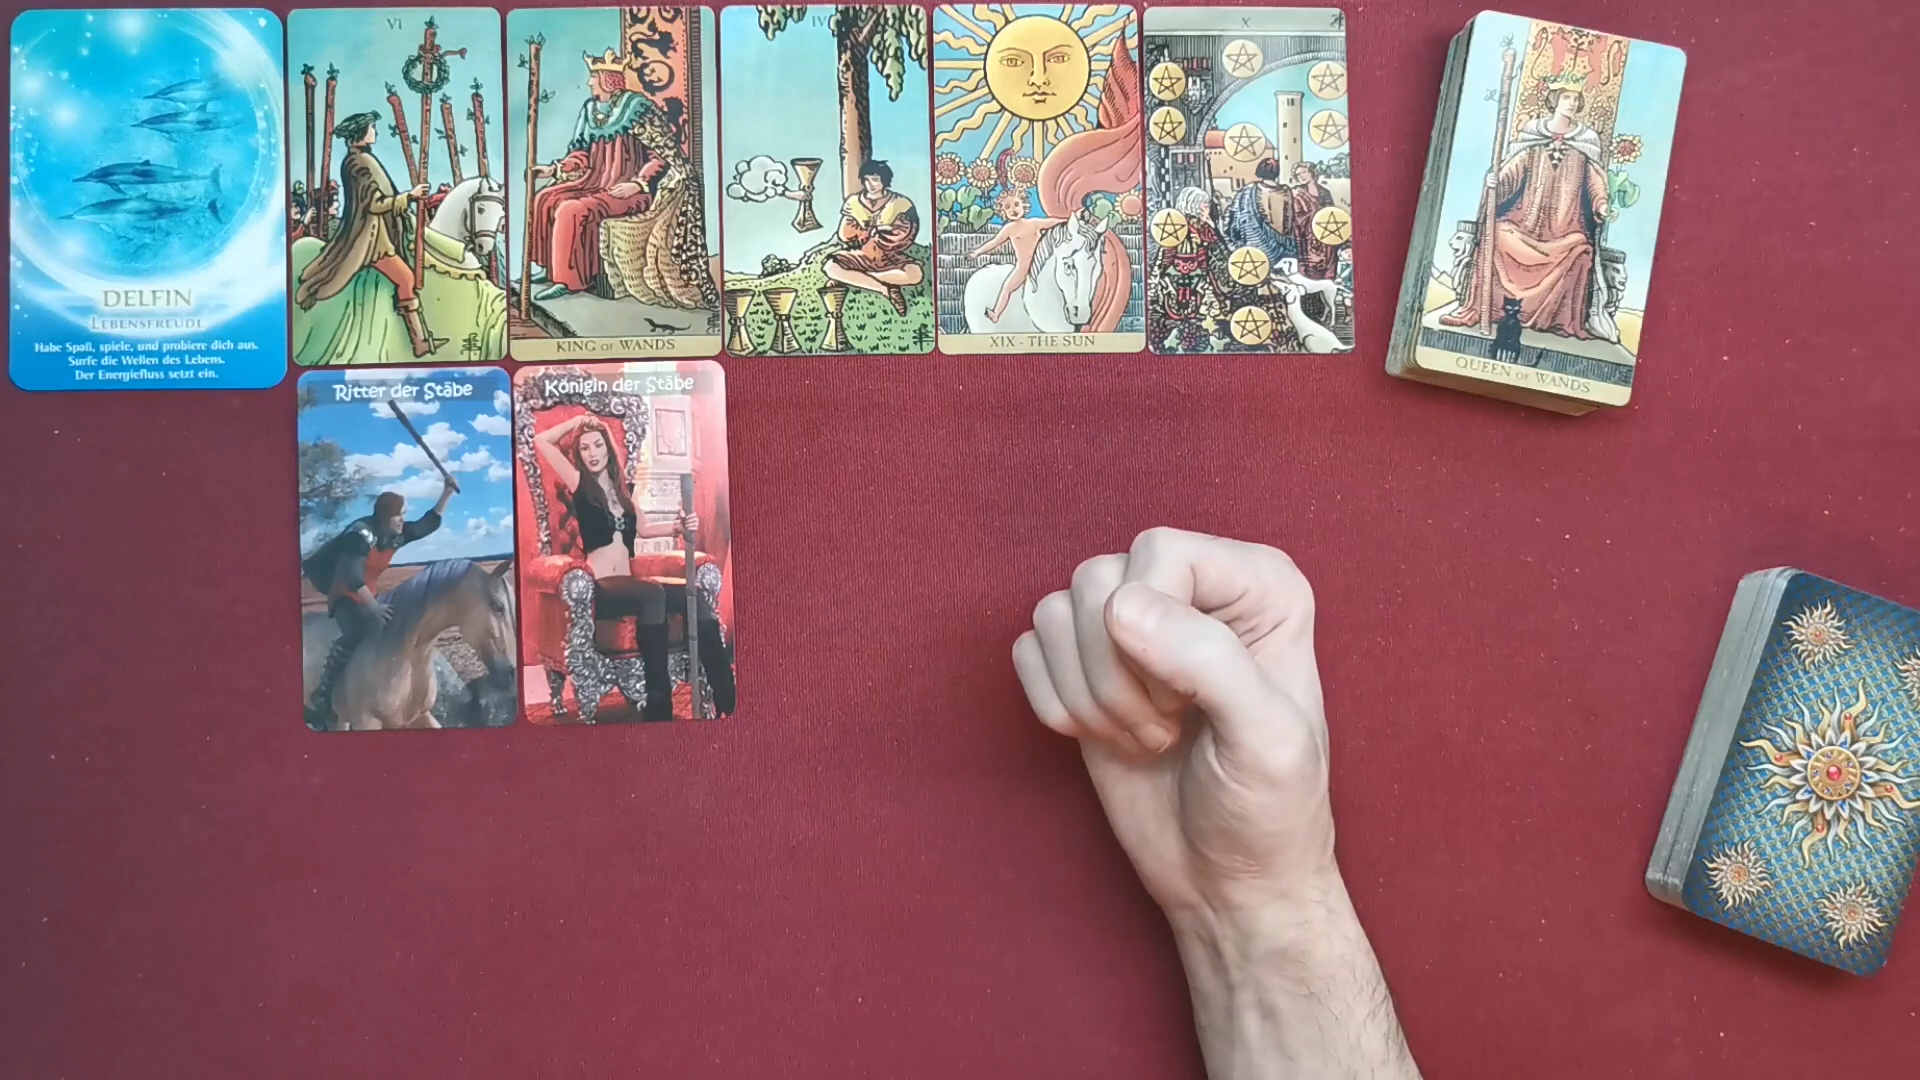 DELFIN
LEBENSFREUDE
Habe Spaß, spiele, und probiere dich aus.
Surfe die Wellen des Lebens.
Der Energiefluss setzt ein.
VI
KING OF WANDS
IV
XIX - THE SUN
X
QUEEN OF WANDS
Ritter der Stäbe
Königin der Stäbe